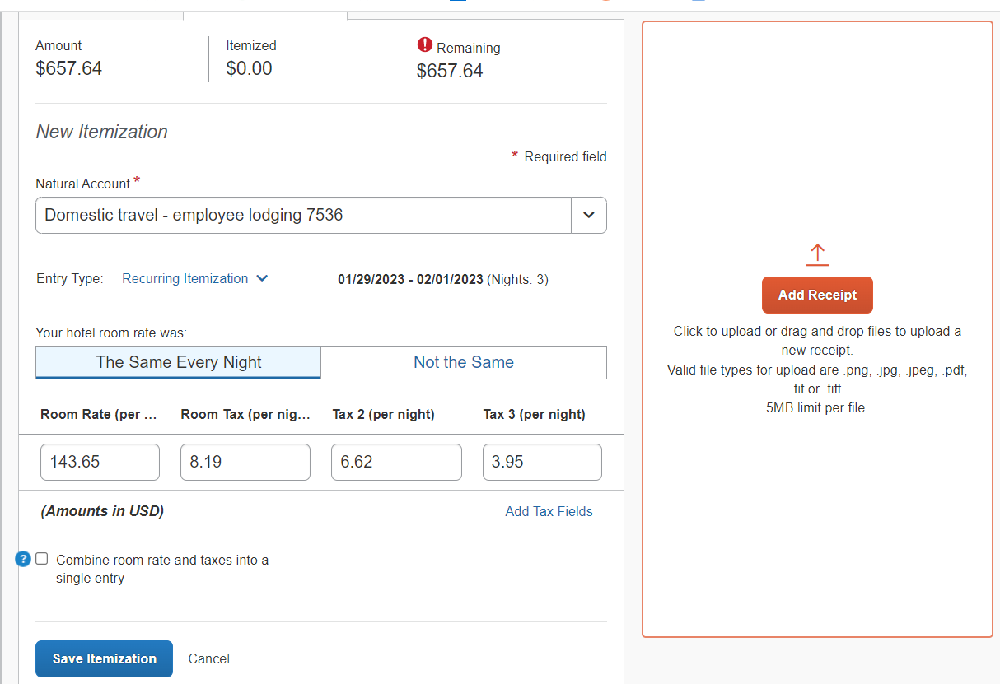 Amount
$657.64
Itemized
$0.00
Remaining
$657.64
New Itemization
* Required field
Natural Account *
Domestic travel - employee lodging 7536
Entry Type: Recurring Itemization 01/29/2023 - 02/01/2023 (Nights: 3)
Your hotel room rate was:
The Same Every Night Not the Same
Room Rate (per ... Room Tax (per nig... Tax 2 (per night) Tax 3 (per night)
143.65 8.19 6.62 3.95
(Amounts in USD) Add Tax Fields
? Combine room rate and taxes into a
single entry
Save Itemization Cancel
Add Receipt
Click to upload or drag and drop files to upload a
new receipt.
Valid file types for upload are .png, .jpg, .jpeg, .pdf,
.tif or .tiff.
5MB limit per file.